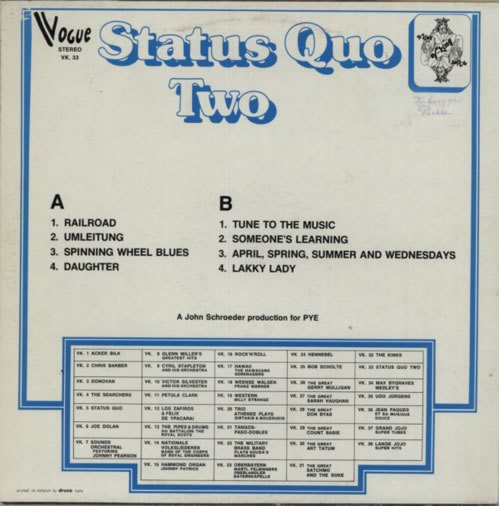 Vogue
STEREO
VK. 33
Status Quo
Two
A
1. RAILROAD
2. UMLEITUNG
3. SPINNING WHEEL BLUES
4. DAUGHTER
B
1. TUNE TO THE MUSIC
2. SOMEONE'S LEARNING
3. APRIL, SPRING, SUMMER AND WEDNESDAYS
4. LAKKY LADY
A John Schroeder production for PYE
VK. 1 ACKER BILK
VK. 2 CHRIS BARBER
VK. 3 DONOVAN
VK. 4 THE SEARCHERS
VK. 5 STATUS QUO
VK. 6 JOE DOLAN
VK. 7 SOUNDS
ORCHESTRAL
FEATURING
JOHNNY PEARSON
VK. 8 GLENN MILLER'S
GREATEST HITS
VK. 9 CYRIL STAPLETON
AND HIS ORCHESTRA
VK. 10 VICTOR SILVESTER
AND HIS ORCHESTRA
VK. 11 PETULA CLARK
VK. 12 LOS ZAFIROS
& FELIX
DE YPACARAI
VK. 13 THE PIPES & DRUMS
THE ROYAL SCOTS
VK. 14 NATIONALE
VOLKSLIEDEREN
BAND OF THE CORPS
OF ROYAL ENGINEERS
VK. 15 HAMMOND ORGAN
JOHNNY PATRICK
VK. 16 ROCK'N'ROLL
VK. 17 HAWAII
THE HAWAIIANS
SERENADERS
VK. 18 WEENSE WALSEN
FRANZ WERNER
VK. 19 WESTERN
BILLY STRANGE
VK. 20 TRIO
ATHENEE PLAYS
SIRTAKIS & BOUZOUKIS
VK. 21 TANGOS-
PASO-DOBLES
VK. 22 THE MILITARY
BRASS BAND
PLAYS SOUSA'S
MARCHES
VK. 23 OBERBAYERN
MARTL FELBINGERS
OBERLANDLER
BAYERNKAPELLE
VK. 24 HENNEBEL
VK. 25 BOB SCHOLTE
VK. 26 THE GREAT
GERRY MULLIGAN
VK. 27 THE GREAT
SARAH VAUGHAN
VK. 28 THE GREAT
DON BYAS
VK. 29 THE GREAT
COUNT BASIE
VK. 30 THE GREAT
ART TATUM
VK. 31 THE GREAT
SATCHMO
AND THE DUKE
VK. 32 THE KINKS
VK. 33 STATUS QUO TWO
VK. 34 MAX BYGRAVES
MEDLEY'S
VK. 35 UDO JÜRGENS
VK. 36 JEAN PAQUES
ET SA MUSIQUE
DOUCE
VK. 37 GRAND JOJO
SUPER TUBES
VK. 38 LANGE JOJO
SUPER HITS
printed in belgium by druco halle